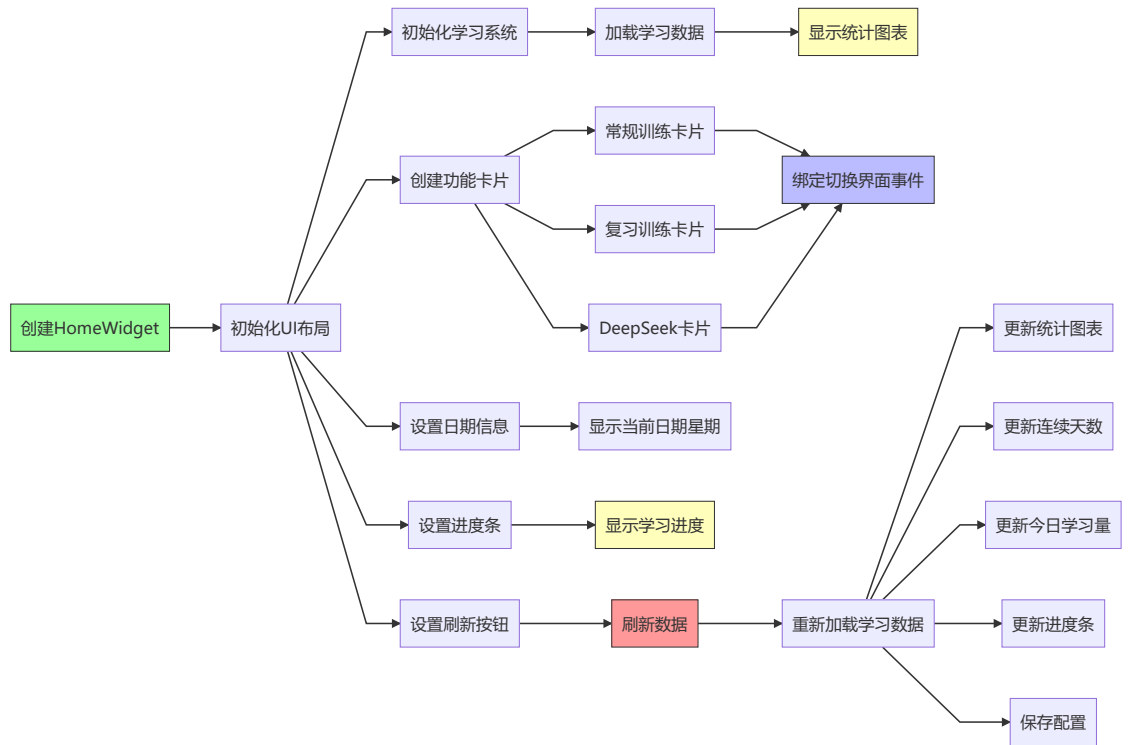 初始化学习系统
加载学习数据
显示统计图表
常规训练卡片
创建功能卡片
绑定切换界面事件
复习训练卡片
创建HomeWidget
初始化UI布局
DeepSeek卡片
更新统计图表
设置日期信息
显示当前日期星期
更新连续天数
设置进度条
显示学习进度
更新今日学习量
设置刷新按钮
刷新数据
重新加载学习数据
更新进度条
保存配置